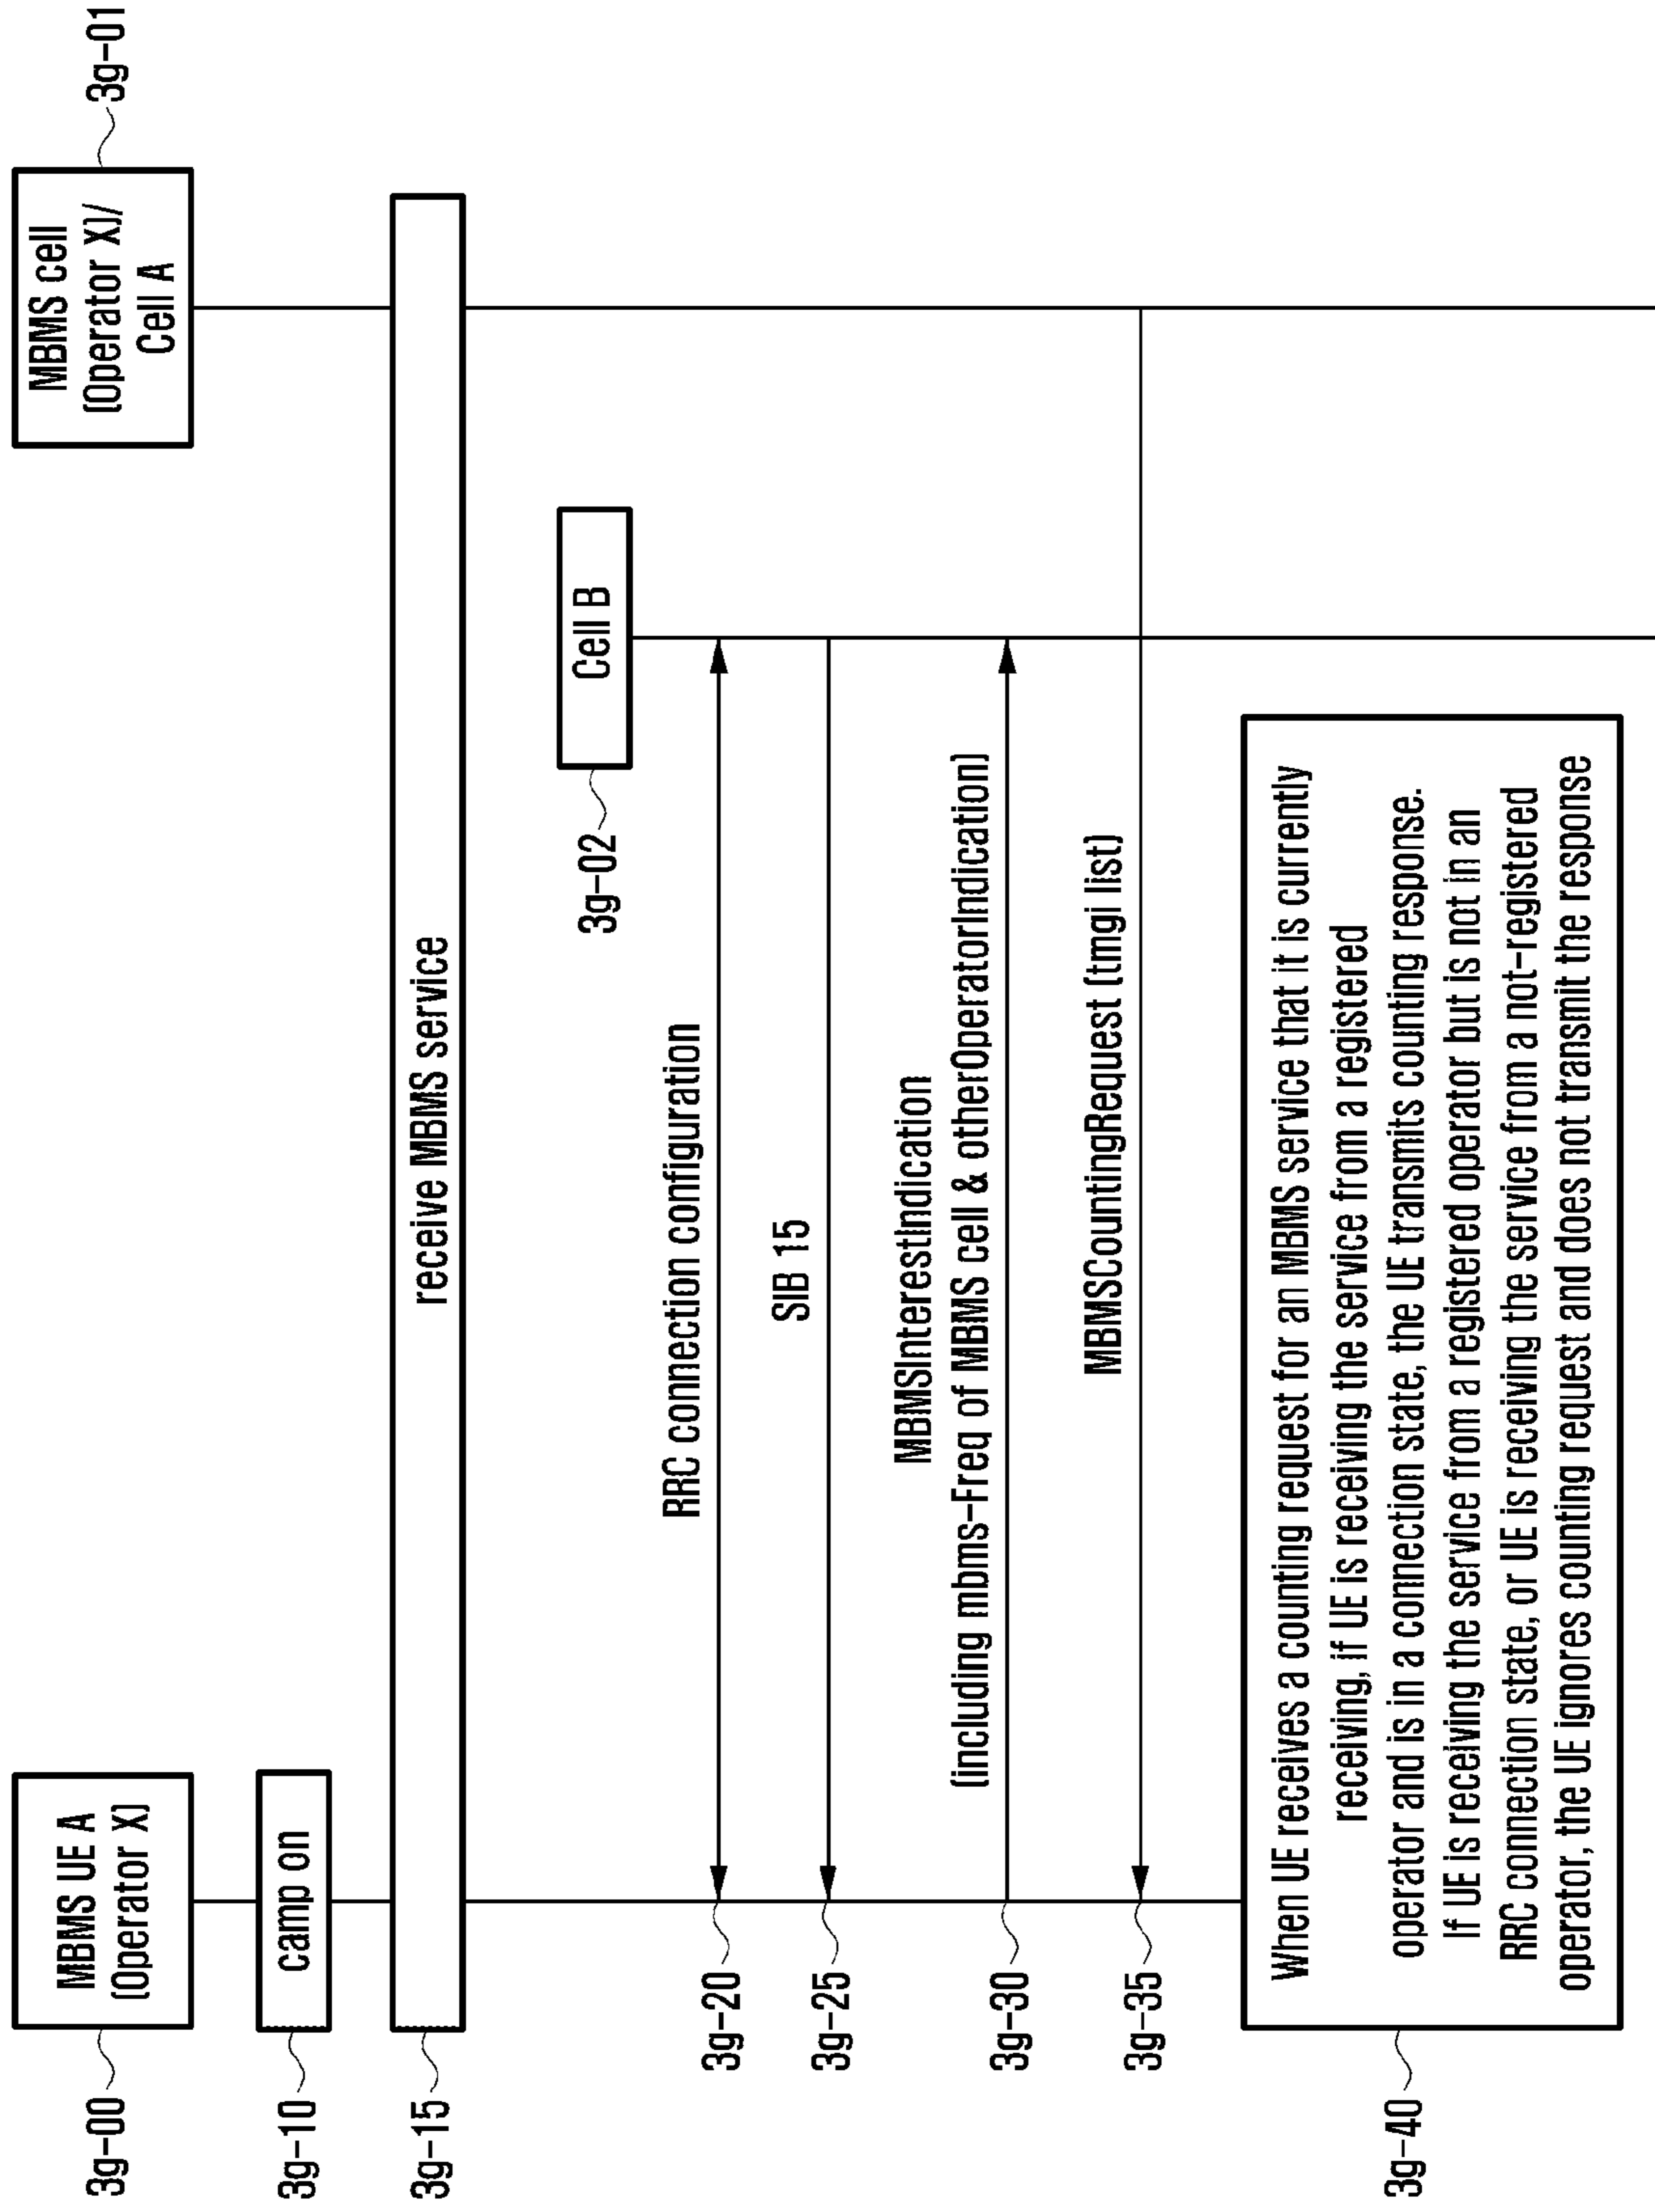 3g-00
MBMS UE A
(Operator X)
MBMS cell
(Operator X)/
Cell A
3g-01
3g-10
camp on
3g-15
receive MBMS service
3g-02
Cell B
RRC connection configuration
3g-20
SIB 15
3g-25
MBMSInterestIndication
(including mbms-Freq of MBMS cell & otherOperatorIndication)
3g-30
MBMSCountingRequest (tmgi list)
3g-35
When UE receives a counting request for an MBMS service that it is currently
receiving, if UE is receiving the service from a registered
operator and is in a connection state, the UE transmits counting response.
If UE is receiving the service from a registered operator but is not in an
RRC connection state, or UE is receiving the service from a not-registered
operator, the UE ignores counting request and does not transmit the response
3g-40